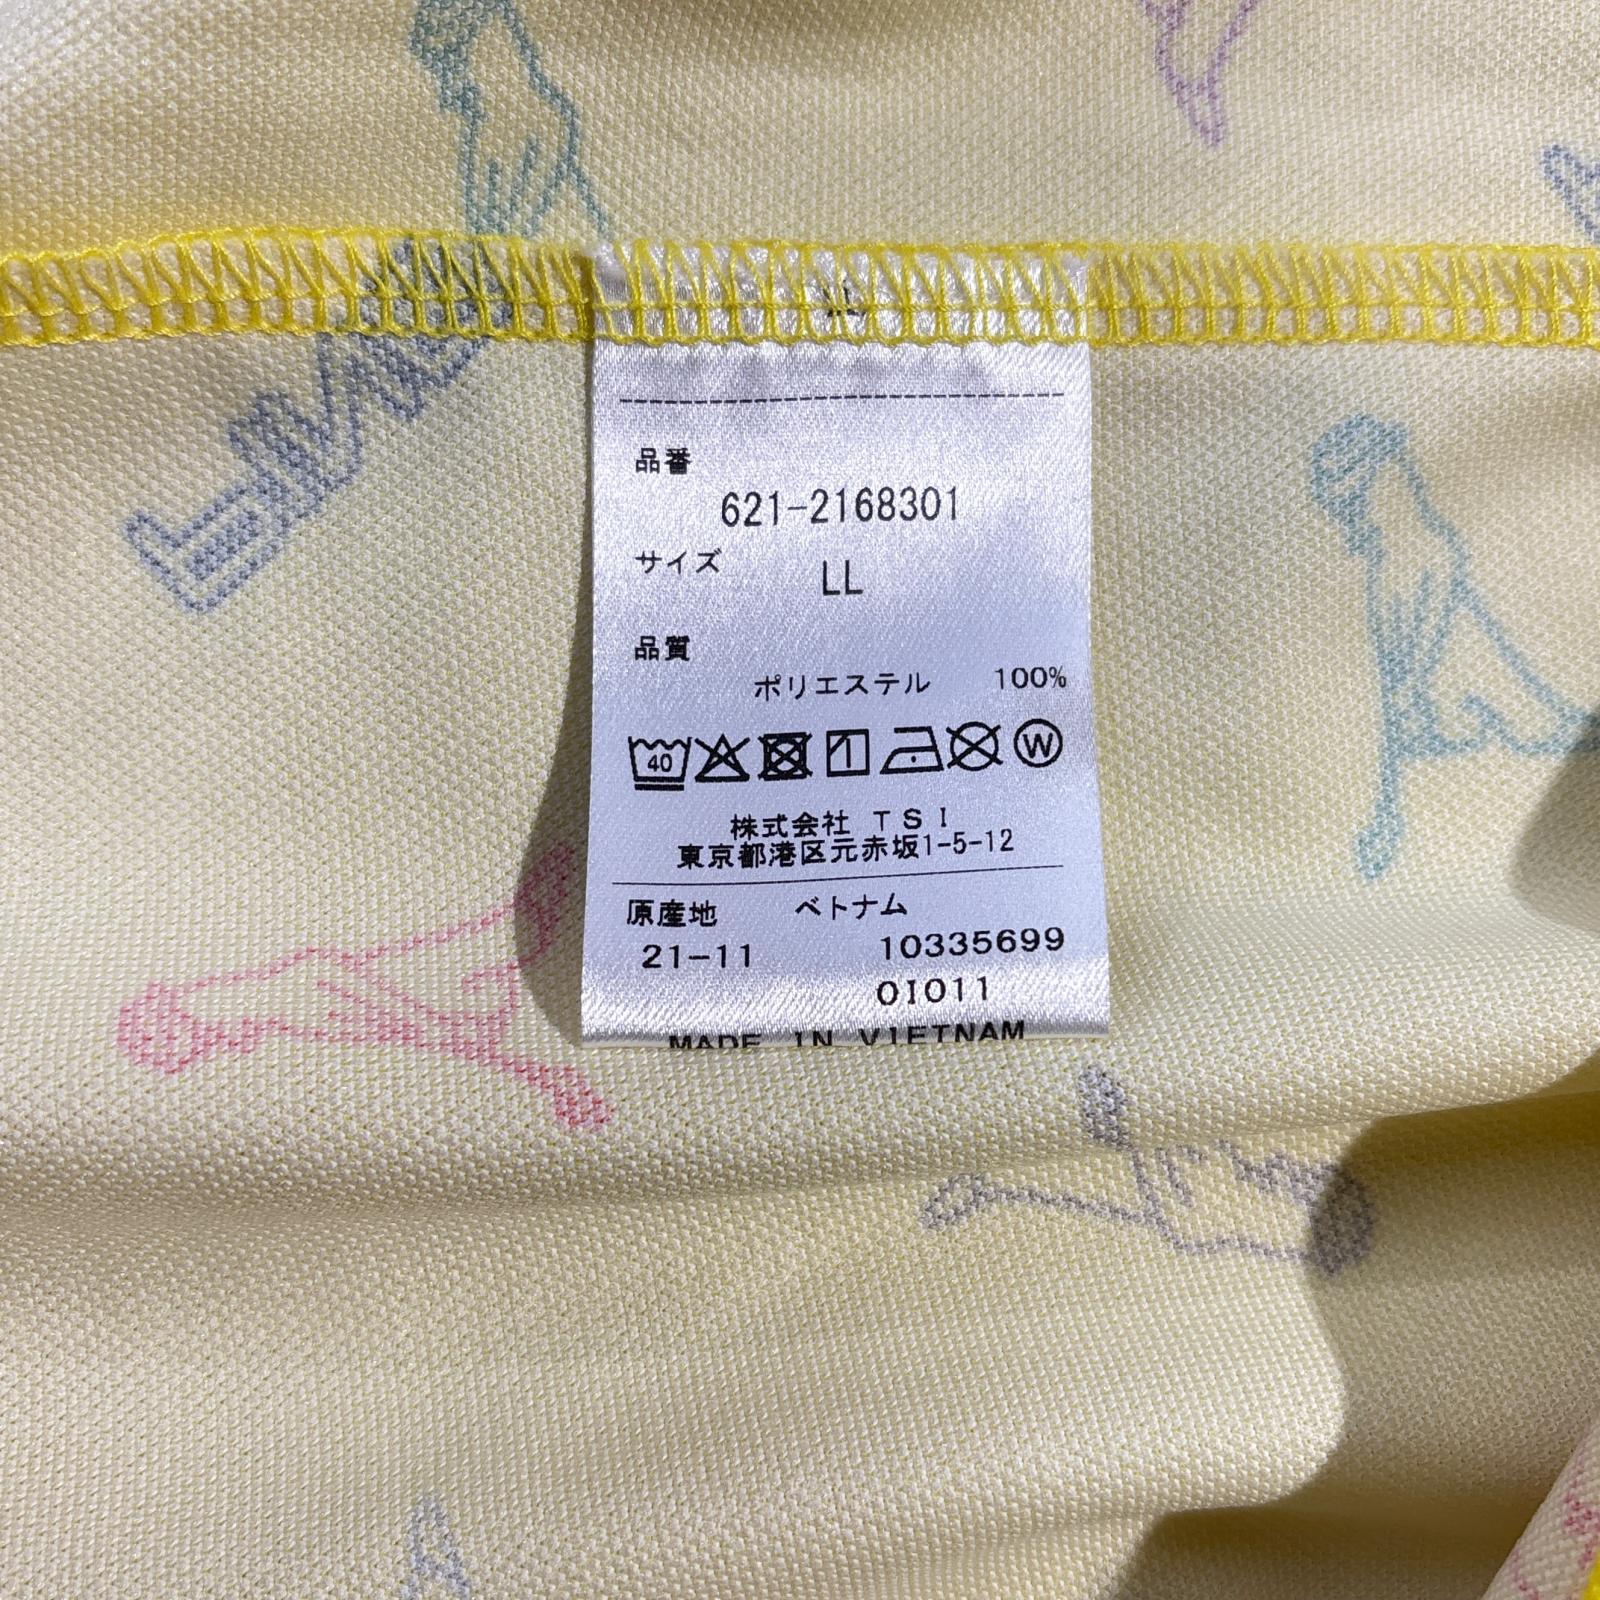 品番
621-2168301
サイズ
LL
品質
ポリエステル 100%
40
W
株式会社 TSI
東京都港区元赤坂1-5-12
原産地 ベトナム
21-11 10335699
01011
MADE IN VIETNAM